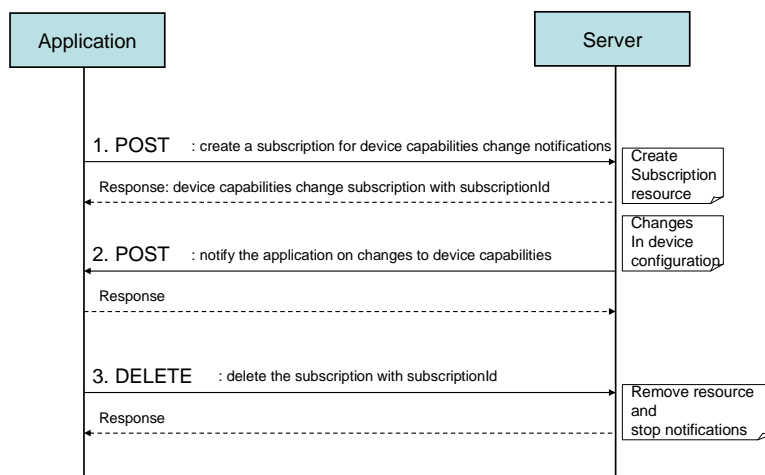 Application
Server
1. POST : create a subscription for device capabilities change notifications
Create
Subscription
resource
Response: device capabilities change subscription with subscriptionId
Changes
In device
configuration
2. POST : notify the application on changes to device capabilities
Response
3. DELETE : delete the subscription with subscriptionId
Remove resource
and
stop notifications
Response